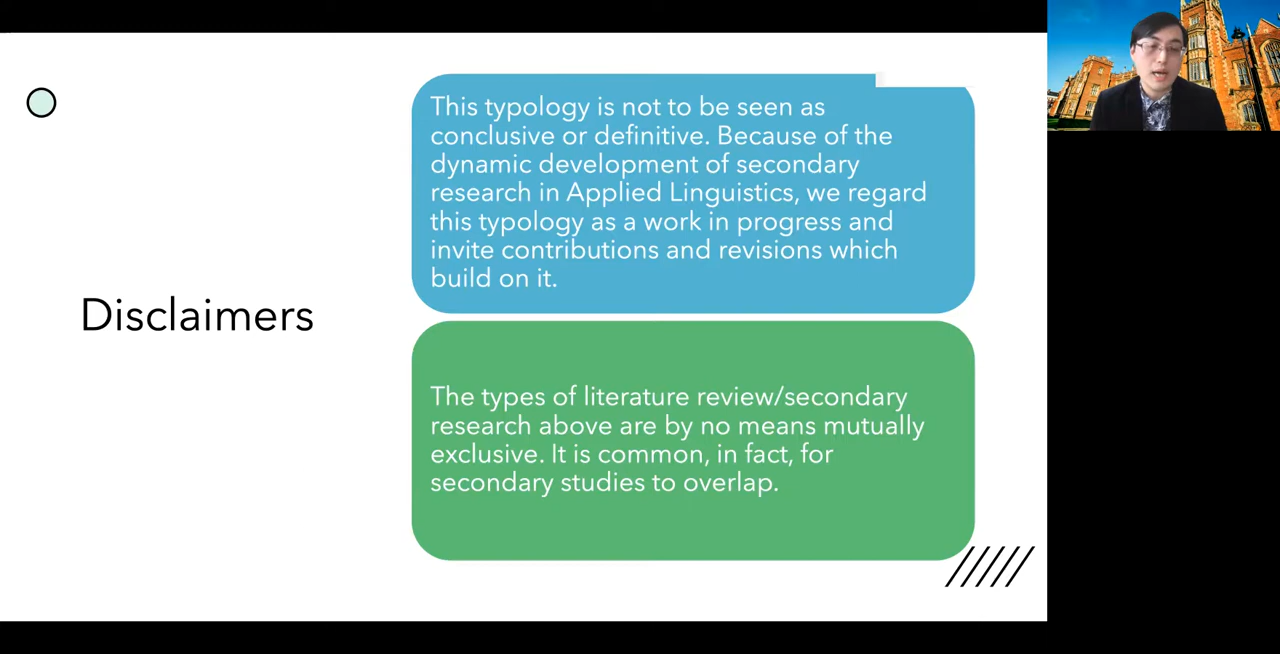 Disclaimers
This typology is not to be seen as
conclusive or definitive. Because of the
dynamic development of secondary
research in Applied Linguistics, we regard
this typology as a work in progress and
invite contributions and revisions which
build on it.
The types of literature review/secondary
research above are by no means mutually
exclusive. It is common, in fact, for
secondary studies to overlap.